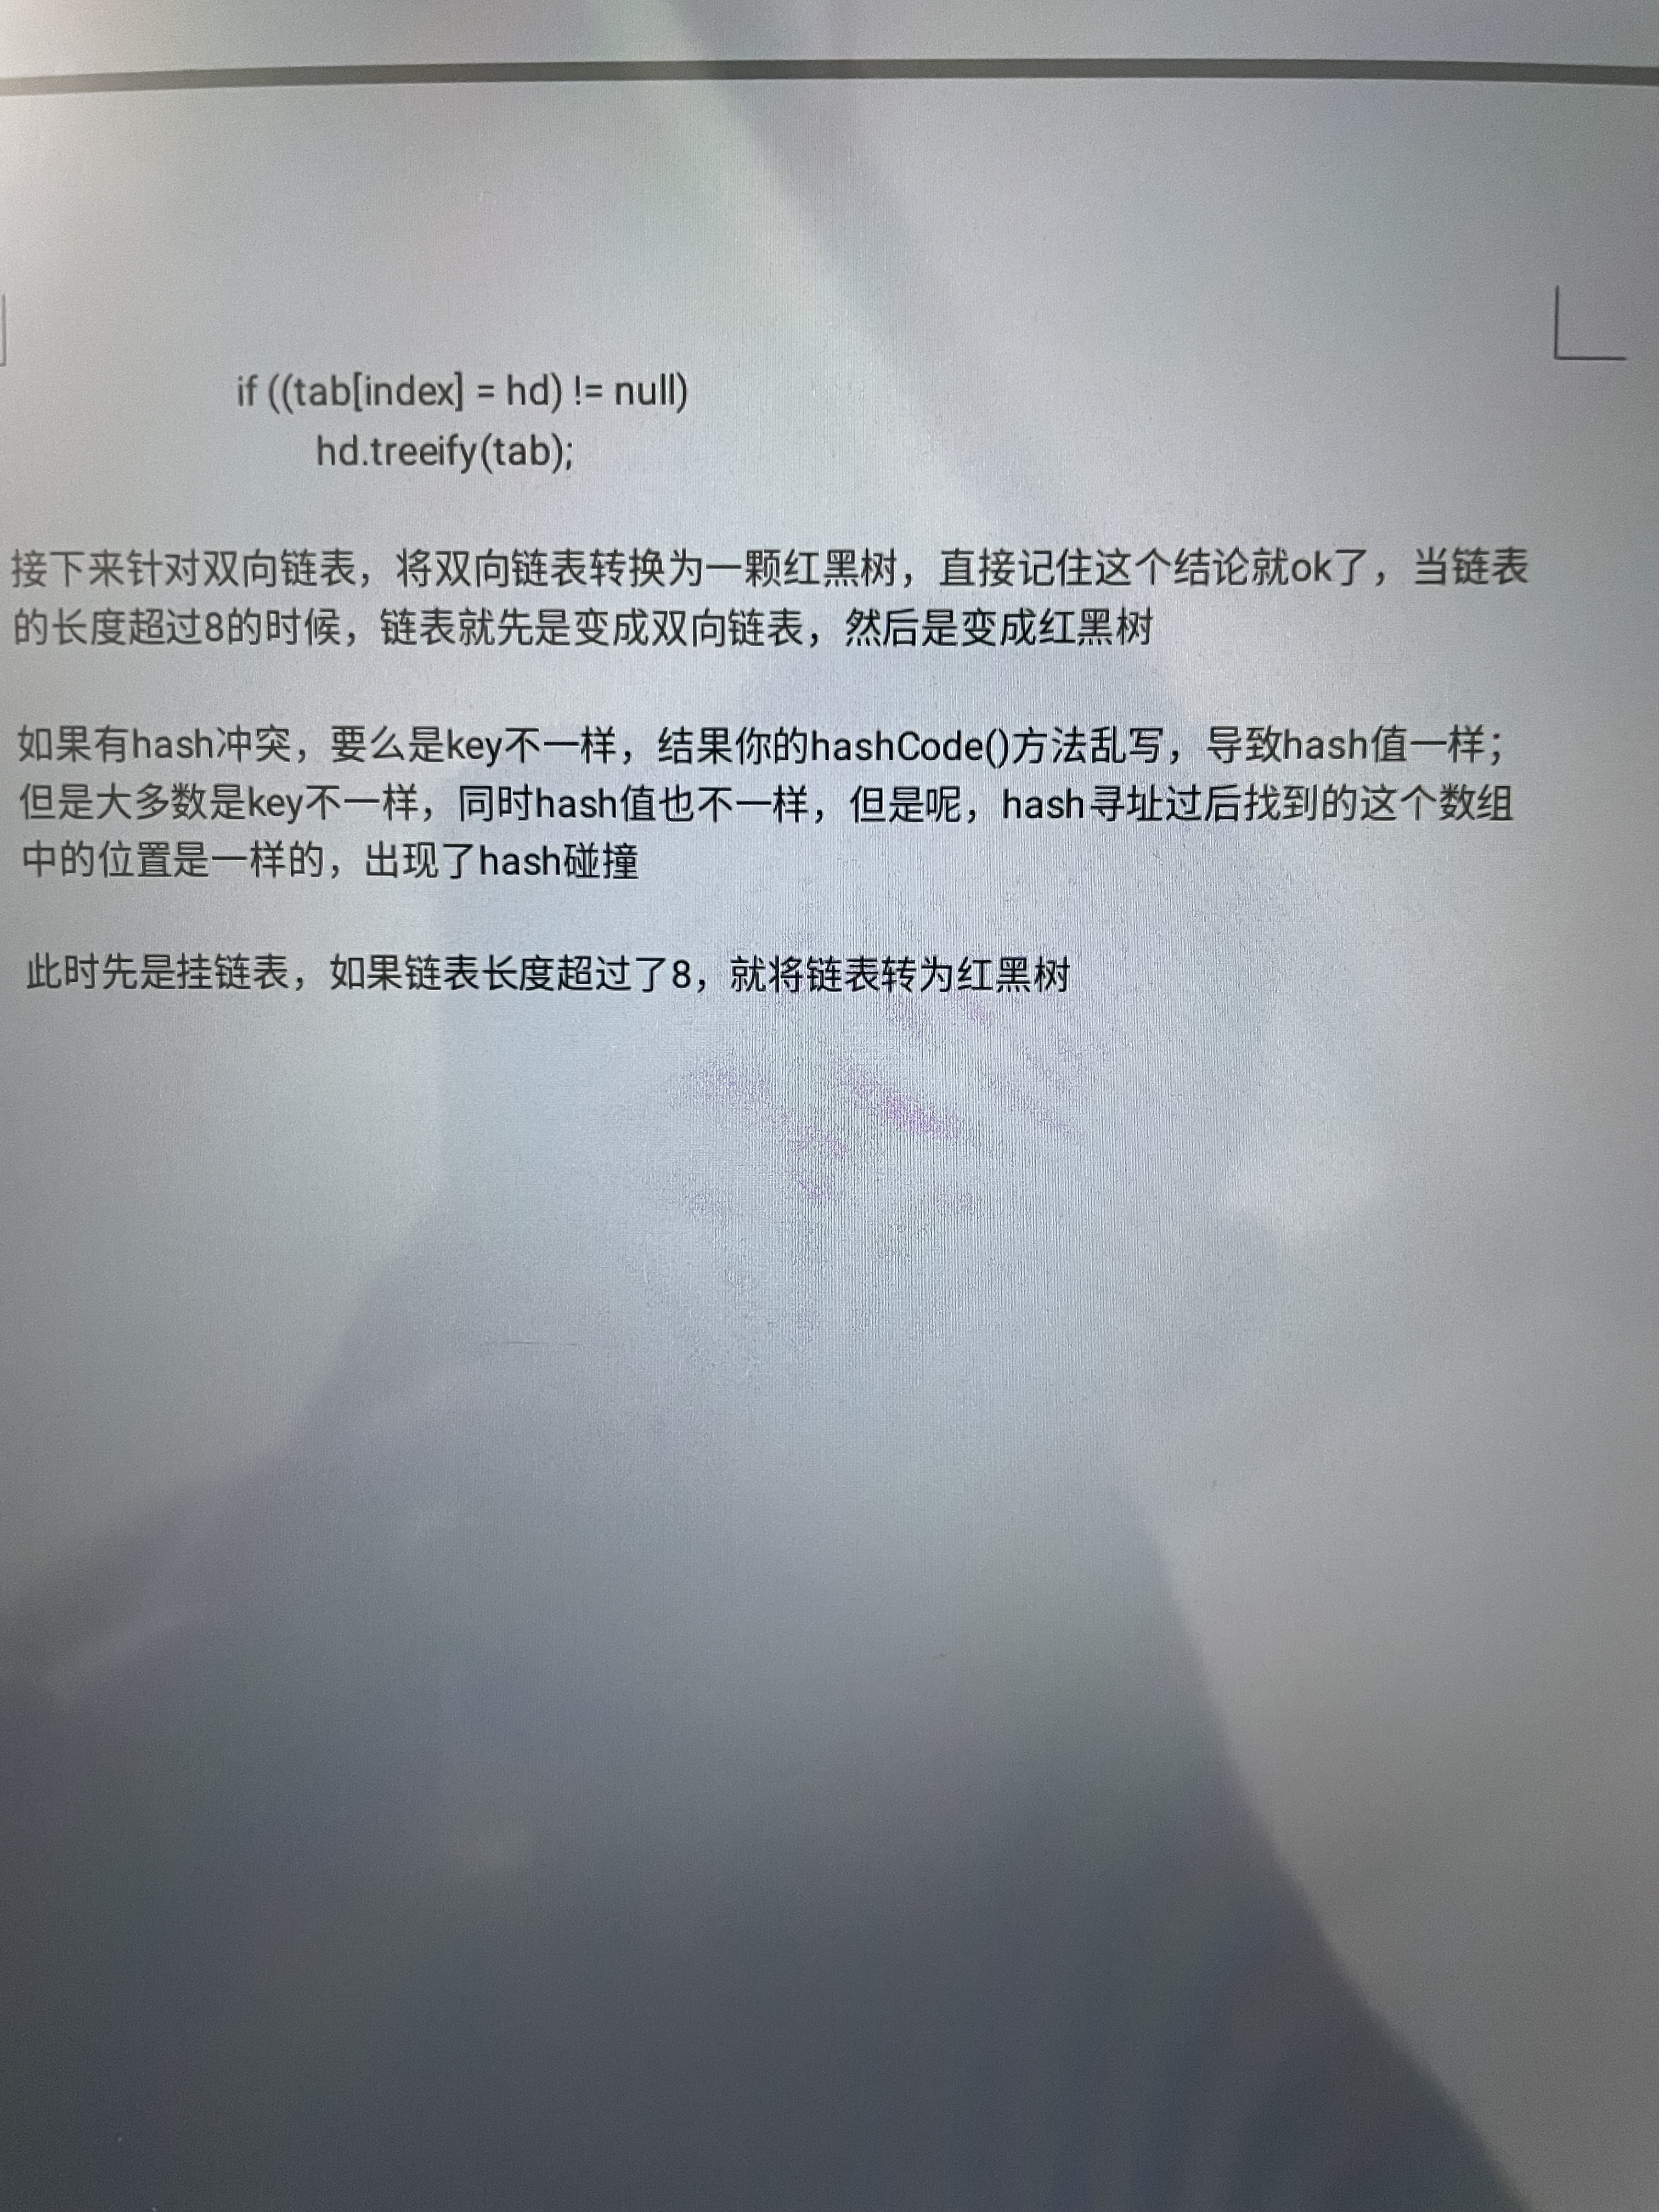 if ((tab[index] = hd) != null)
hd.treeify(tab);
接下来针对双向链表，将双向链表转换为一颗红黑树，直接记住这个结论就ok了，当链表
的长度超过8的时候，链表就先是变成双向链表，然后是变成红黑树
如果有hash冲突，要么是key不一样，结果你的hashCode()方法乱写，导致hash值一样；
但是大多数是key不一样，同时hash值也不一样，但是呢，hash寻址过后找到的这个数组
中的位置是一样的，出现了hash碰撞
此时先是挂链表，如果链表长度超过了8，就将链表转为红黑树